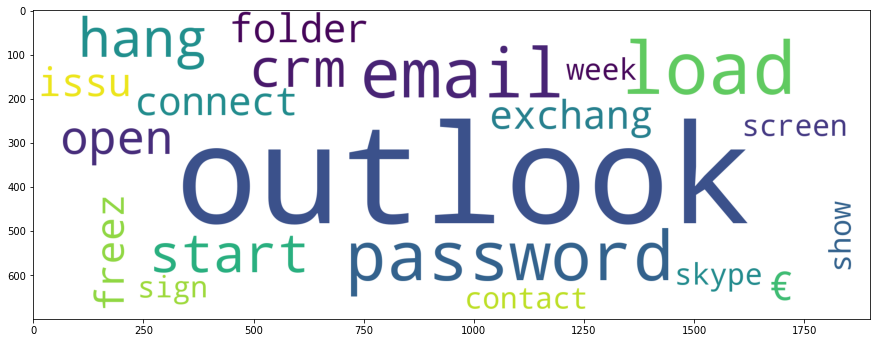 0
100
200
300
400
500
600
0
250
500
750
1000
1250
1500
1750
folder
hang
crm
email
week
load
issu
connect
exchang
screen
open
outlook
freez
show
start
password
skype
€
sign
contact